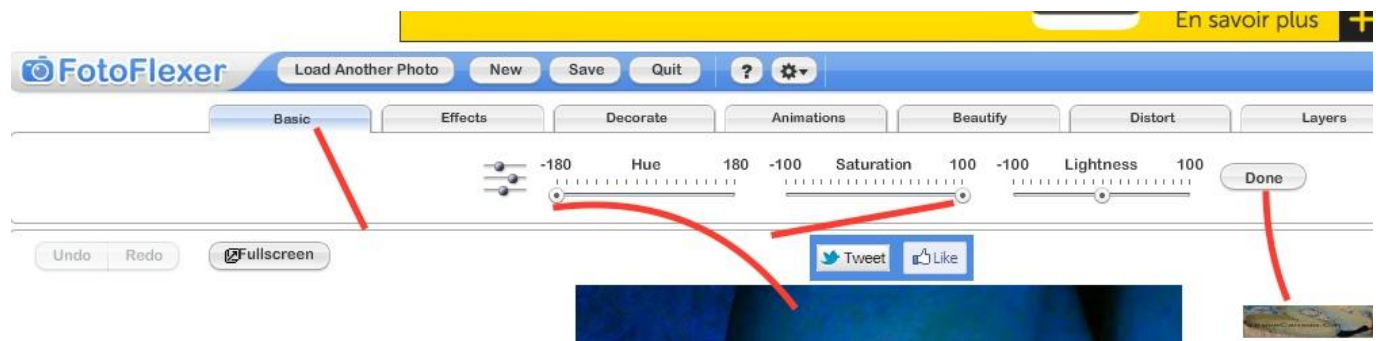 En savoir plus
FotoFlexer Load Another Photo New Save Quit ?
Basic Effects Decorate Animations Beautify Distort Layers
-180 Hue 180 -100 Saturation 100 -100 Lightness 100
Done
Undo Redo Fullscreen
Tweet Like